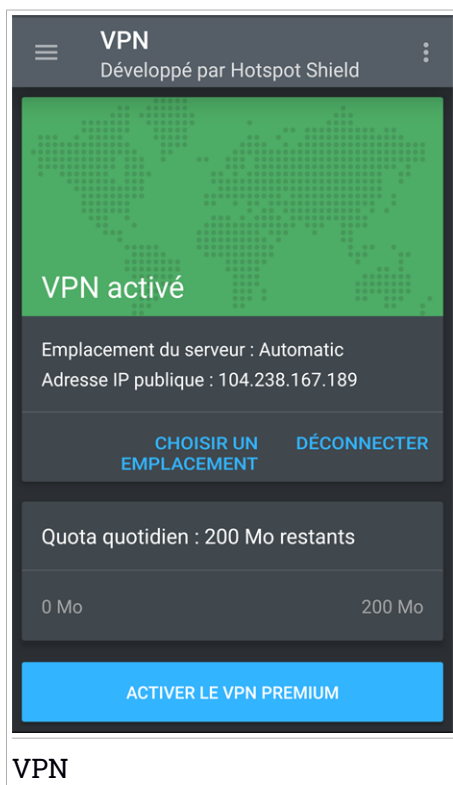 VPN
Développé par Hotspot Shield
VPN activé
Emplacement du serveur : Automatic
Adresse IP publique : 104.238.167.189
CHOISIR UN
EMPLACEMENT
DÉCONNECTER
Quota quotidien : 200 Mo restants
0 Mo
200 Mo
ACTIVER LE VPN PREMIUM
VPN